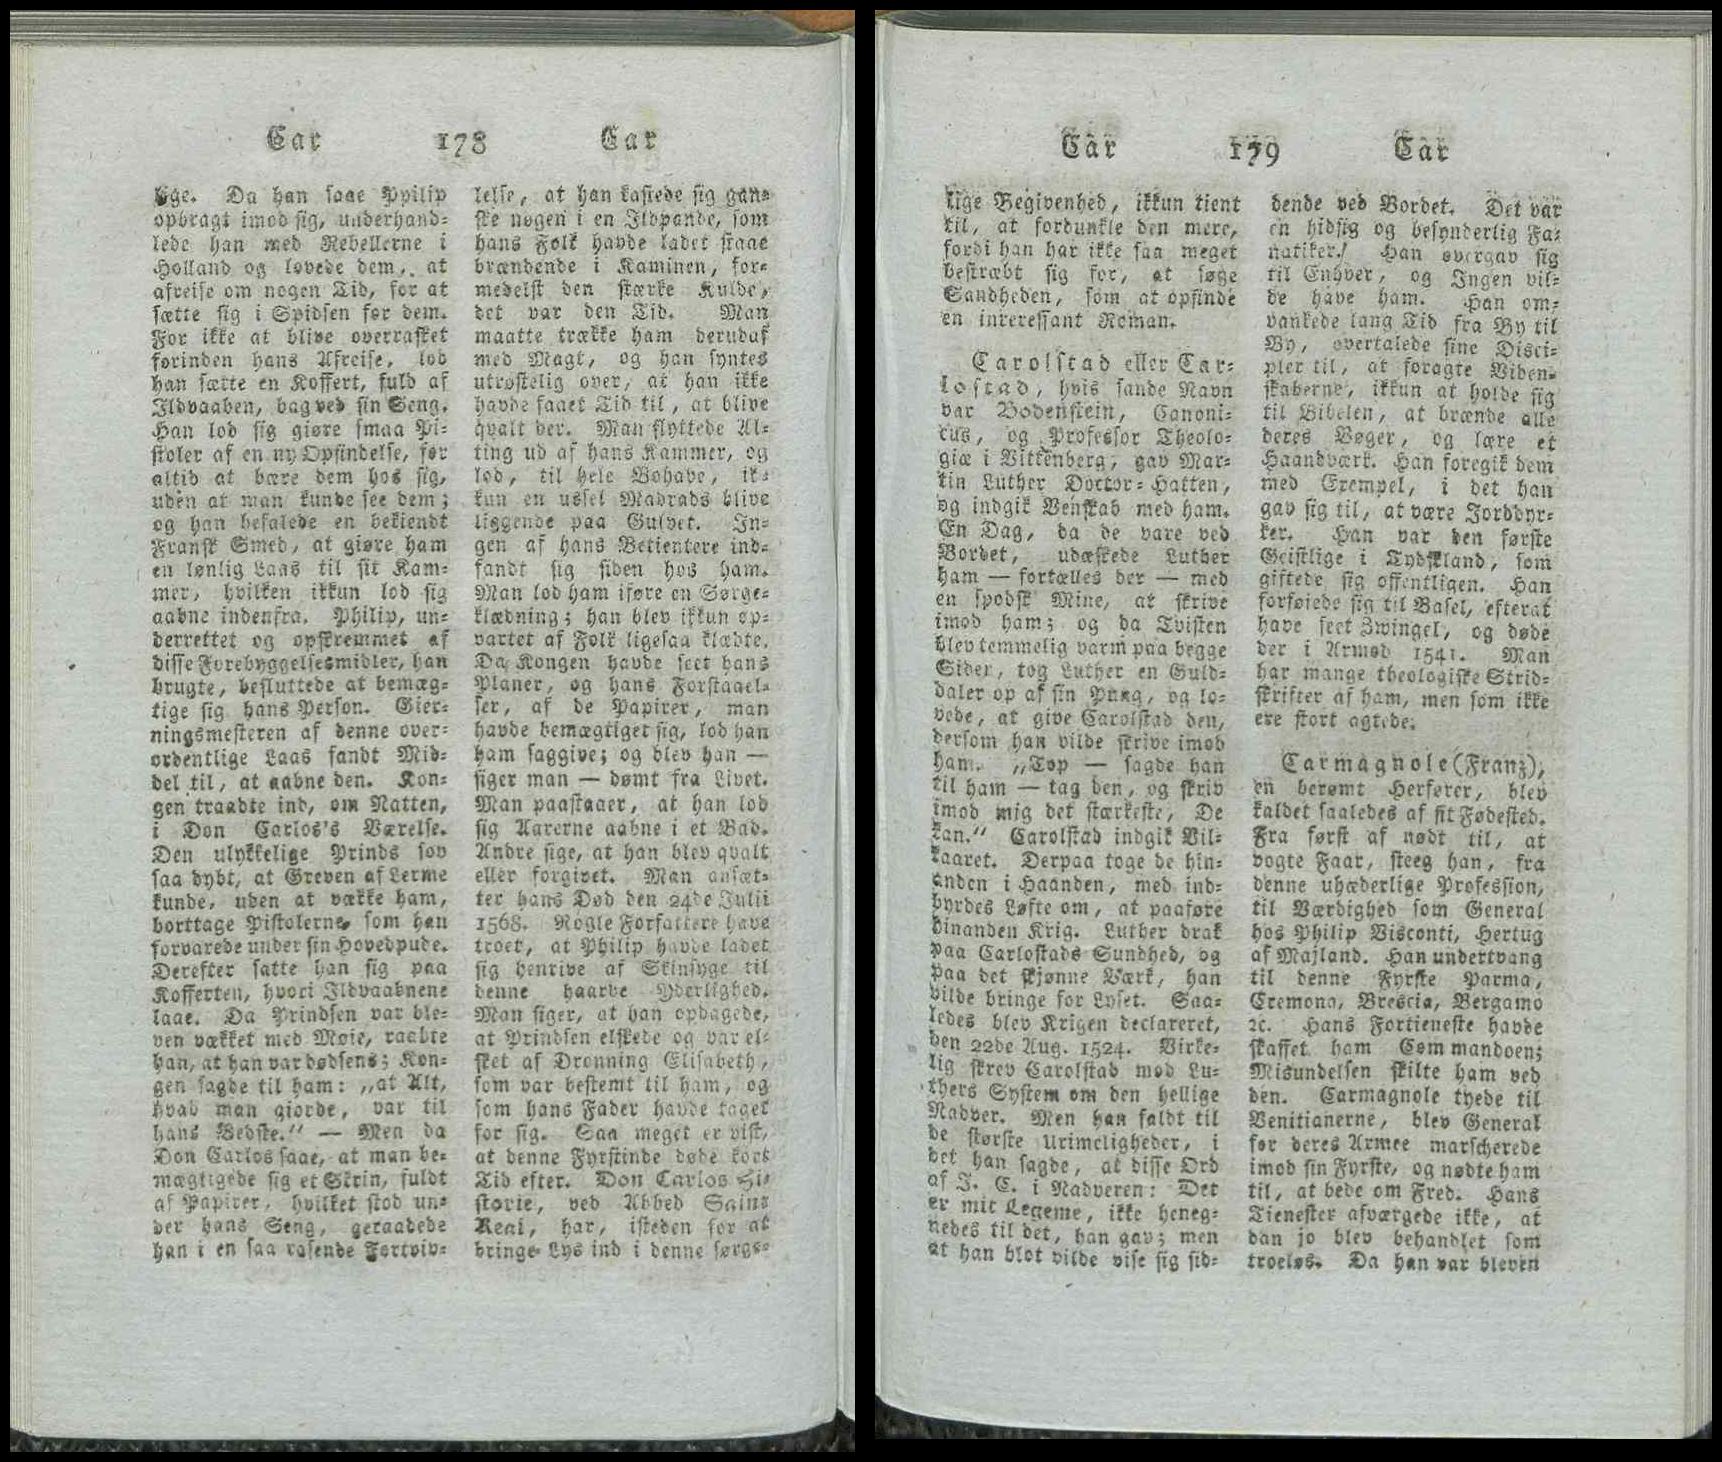 Car 178 Car
lige. Da han saae Ppilip
opbragt imod sig, underhand-
lede han med Rebellerne i
Holland og lovede dem, at
afreise om nogen Tid, for at
sætte sig i Spidsen for dem.
For ikke at blive overrasket
førinden hans Afreise, lod
han sætte en Koffert, fuld af
Ildvaaben, bag ved sin Seng.
Han lod sig giøre smaa Pi-
stoler af en ny Opfindelse, for
altid at bære dem hos sig,
uden at man kunde see dem;
og han befalede en bekiendt
Fransk Smed, at giøre ham
en lønlig Laas til sit Kam-
mer, hvilken ikkun lod sig
aabne indenfra. Philip, un-
derrettet og opskremmet af
disse Forebyggelsesmidler, han
brugte, besluttede at bemæg-
tige sig hans Person. Gier-
ningsmesteren af denne over-
ordentlige Laas fandt Mid-
del til, at aabne den. Kon-
gen traadte ind, om Natten,
i Don Carlos's Værelse.
Den ulykkelige Prinds sov
saa dybt, at Greven af Lerme
kunde, uden at vække ham,
borttage Pistolerne, som han
forvarede under sin Hovedpude.
Derefter satte han sig paa
Kofferten, hvori Ildvaabnene
laae. Da Prindsen var ble-
ven vækket med Møie, raabte
han, at han var dødsens; Kon-
gen sagde til ham: „at Alt,
hvad man giorde, var til
hans Bedste.“ — Men da
Don Carlos saae, at man be-
mægtigede sig et Skrin, fuldt
af Papirer, hvilket stod un-
der hans Seng, geraadede
han i en saa rasende Fortviv-
lelse, at han kastede sig gan-
ske nøgen i en Ildpande, som
hans Folk havde ladet staae
brændende i Kaminen, for-
medelst den stærke Kulde,
det var den Tid. Man
maatte trække ham derudaf
med Magt, og han syntes
utrøstelig over, at han ikke
havde faaet Tid til, at blive
qvalt der. Man flyttede Al-
ting ud af hans Kammer, og
lod, til hele Bohave, ik-
kun en ussel Madrads blive
liggende paa Gulvet. In-
gen af hans Betientere ind-
fandt sig siden hos ham.
Man lod ham iføre en Sørge-
klædning; han blev ikkun op-
vartet af Folk ligesaa klædte.
Da Kongen havde seet hans
Planer, og hans Forstaael-
ser, af de Papirer, man
havde bemægtiget sig, lod han
ham saggive; og blev han —
siger man — dømt fra Livet.
Man paastaaer, at han lod
sig Aarerne aabne i et Bad.
Andre sige, at han blev qvalt
eller forgivet. Man ansæt-
ter hans Død den 24de Julii
1568. Nogle Forfattere have
troet, at Philip havde ladet
sig henrive af Skinsyge til
denne haarde Yderlighed.
Man siger, at han opdagede,
at Prindsen elskede og var el-
sket af Dronning Elisabeth,
som var bestemt til ham, og
som hans Fader havde taget
for sig. Saa meget er vist,
at denne Fyrstinde døde kort
Tid efter. Don Carlos Hi-
storie, ved Abbed Saint
Real, har, isteden for at
bringe Lys ind i denne sørge-
Car 179 Car
lige Begivenhed, ikkun tient
til, at fordunkle den mere,
fordi han har ikke saa meget
bestræbt sig for, at søge
Sandheden, som at opfinde
en interessant Roman.
Carolstad eller Car-
lostad, hvis sande Navn
var Bodenstein, Canoni-
cus, og Professor Theolo-
giæ i Vittenberg, gav Mar-
tin Luther Doctor-Hatten,
og indgik Venskab med ham.
En Dag, da de vare ved
Bordet, udæskede Luther
ham — fortælles der — med
en spodsk Mine, at skrive
imod ham; og da Tvisten
blev temmelig varm paa begge
Sider, tog Luther en Guld-
daler op af sin Pung, og lo-
vede, at give Carolstad den,
dersom han vilde skrive imod
ham. „Top — sagde han
til ham — tag den, og skriv
imod mig det stærkeste, De
kan.“ Carolstad indgik Vil-
kaaret. Derpaa toge de hin-
anden i Haanden, med ind-
byrdes Løfte om, at paaføre
hinanden Krig. Luther drak
paa Carlostads Sundhed, og
paa det skjønne Værk, han
vilde bringe for Lyset. Saa-
ledes blev Krigen declareret,
den 22de Aug. 1524. Virke-
lig skrev Carolstad mod Lu-
thers System om den hellige
Nadver. Men han faldt til
de største Urimeligheder, i
det han sagde, at disse Ord
af J. C. i Nadveren: Det
er mit Legeme, ikke heneg-
nedes til det, han gav; men
at han blot vilde vise sig sid-
dende ved Bordet. Det var
en hidsig og besynderlig Fa-
natiker. Han overgav sig
til Enhver, og Ingen vil-
de have ham. Han om-
vankede lang Tid fra By til
By, overtalede sine Disci-
pler til, at foragte Viden-
skaberne, ikkun at holde sig
til Bibelen, at brænde alle
deres Bøger, og lære et
Haandværk. Han foregik dem
med Exempel, i det han
gav sig til, at være Jorddyr-
ker. Han var den første
Geistlige i Tydskland, som
giftede sig offentligen. Han
forføiede sig til Basel, efterat
have seet Zwingel, og døde
der i Armod 1541. Man
har mange theologiske Strid-
skrifter af ham, men som ikke
ere stort agtede.
Carmagnole (Franz),
en berømt Herfører, blev
kaldet saaledes af sit Fødested.
Fra først af nødt til, at
vogte Faar, steeg han, fra
denne uhæderlige Profession,
til Værdighed som General
hos Philip Visconti, Hertug
af Majland. Han undertvang
til denne Fyrste Parma,
Cremona, Brescia, Bergamo
ꝛc. Hans Fortieneste havde
skaffet ham Commandoen;
Misundelsen skilte ham ved
den. Carmagnole tyede til
Venitianerne, blev General
for deres Armee marscherede
imod sin Fyrste, og nødte ham
til, at bede om Fred. Hans
Tienester afværgede ikke, at
han jo blev behandlet som
troeløs. Da han var bleven